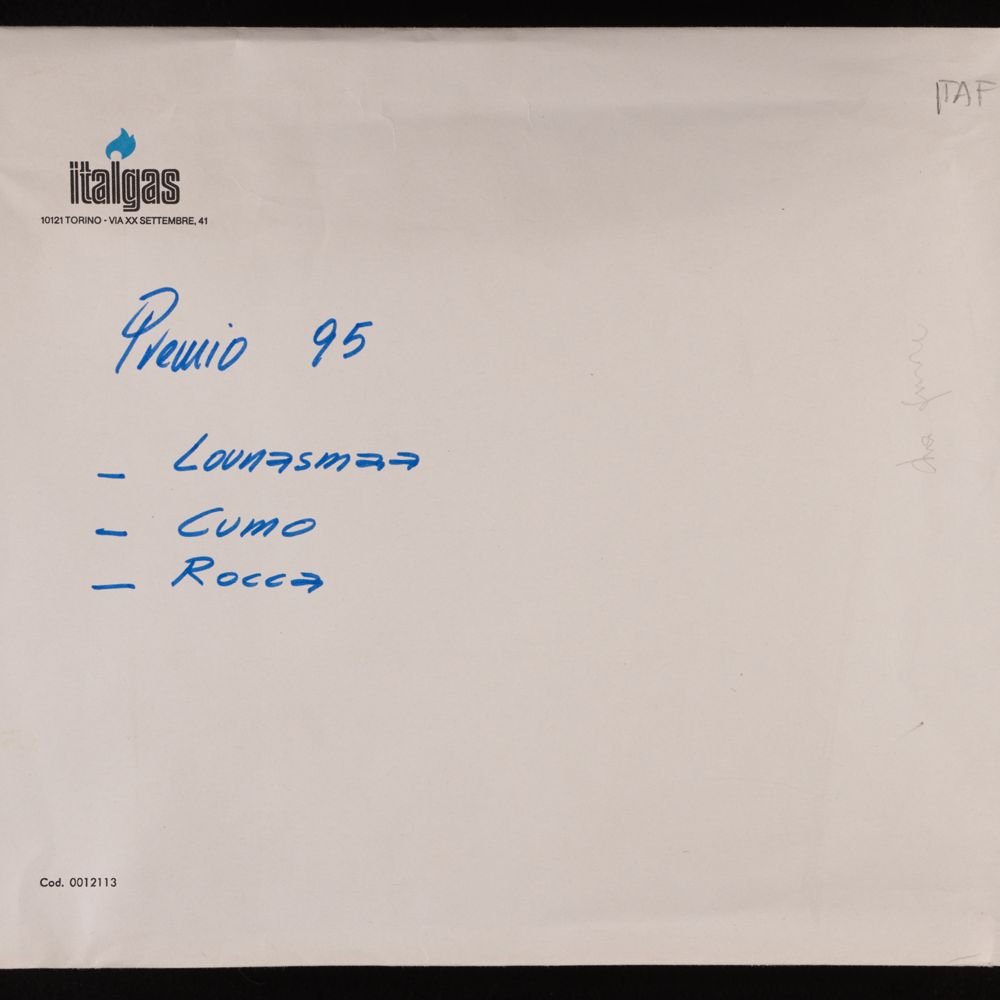 ITAF
italgas
10121 TORINO - VIA XX SETTEMBRE, 41
Premio 95
– Lounasmaa
– Cumo
– Rocca
Cod. 0012113